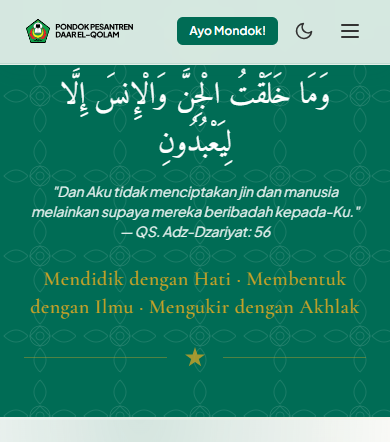 PONDOK PESANTREN
DAAR EL-QOLAM
Ayo Mondok!
وَمَا خَلَقْتُ الْجِنَّ وَالْإِنسَ إِلَّا
لِيَعْبُدُونِ
"Dan Aku tidak menciptakan jin dan manusia
melainkan supaya mereka beribadah kepada-Ku."
— QS. Adz-Dzariyat: 56
Mendidik dengan Hati · Membentuk
dengan Ilmu · Mengukir dengan Akhlak